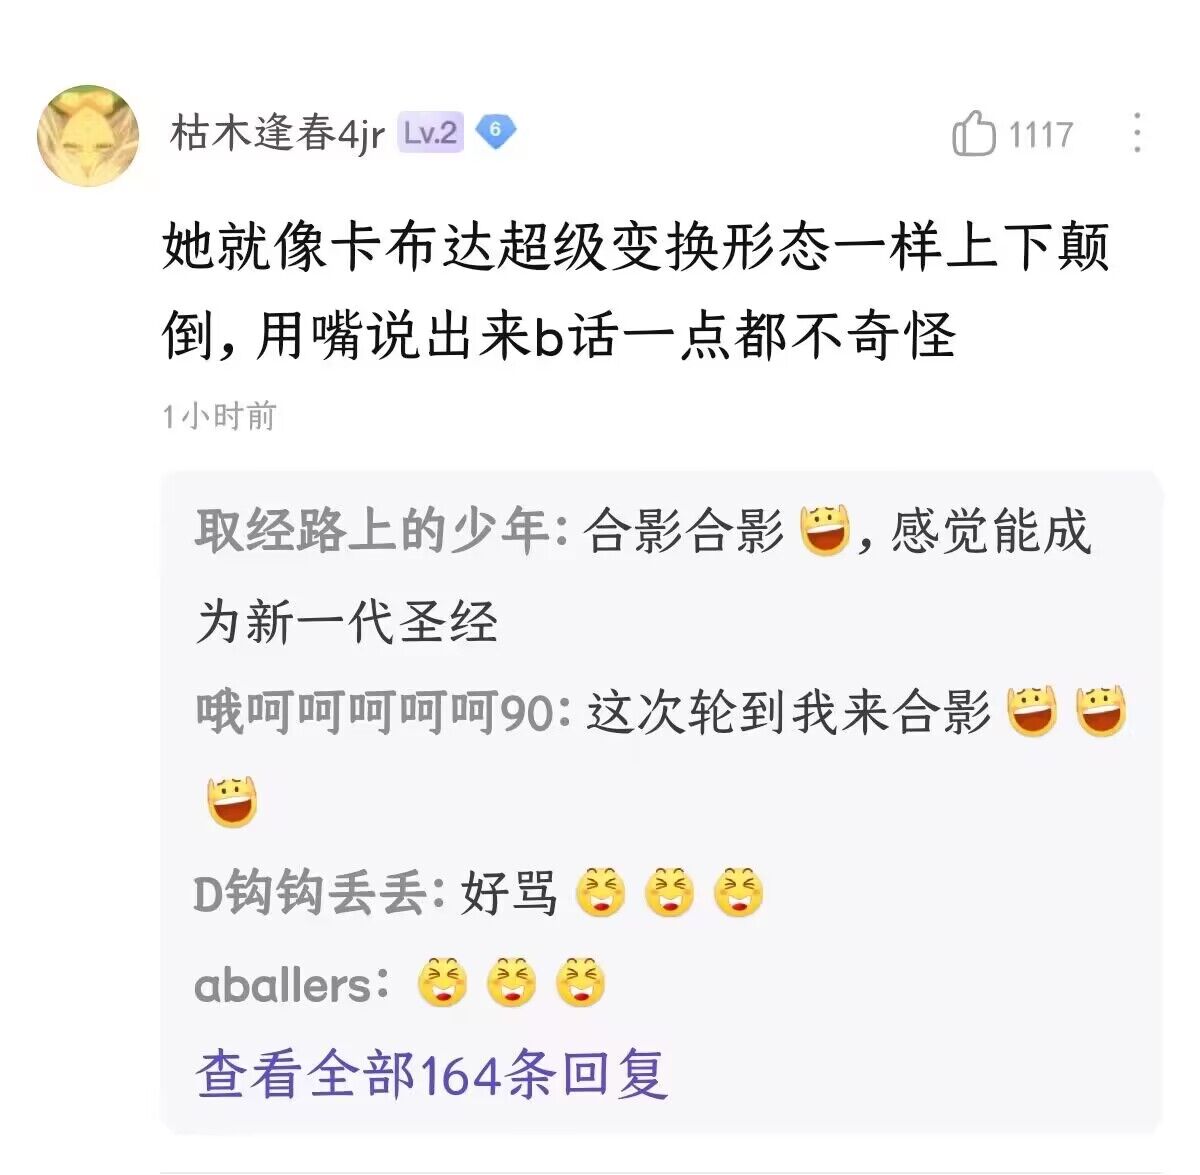 枯木逢春4jr Lv.2 6 1117
她就像卡布达超级变换形态一样上下颠
倒,用嘴说出来b话一点都不奇怪
1小时前
取经路上的少年:合影合影,感觉能成
为新一代圣经
哦呵呵呵呵呵90:这次轮到我来合影
D钩钩丢丢:好骂
aballers:
查看全部164条回复